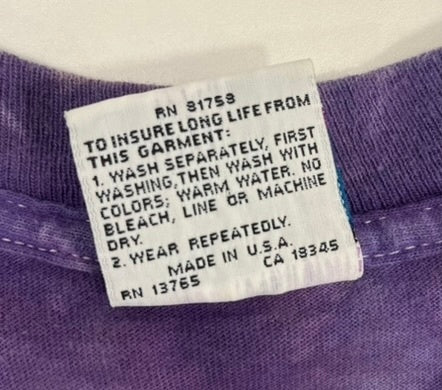 RN 81759
TO INSURE LONG LIFE FROM
THIS GARMENT:
1. WASH SEPARATELY, FIRST
WASHING, THEN WASH WITH
COLORS; WARM WATER. NO
BLEACH, LINE OR MACHINE
DRY.
2. WEAR REPEATEDLY.
MADE IN U.S.A.
RN 13765 CA 19345